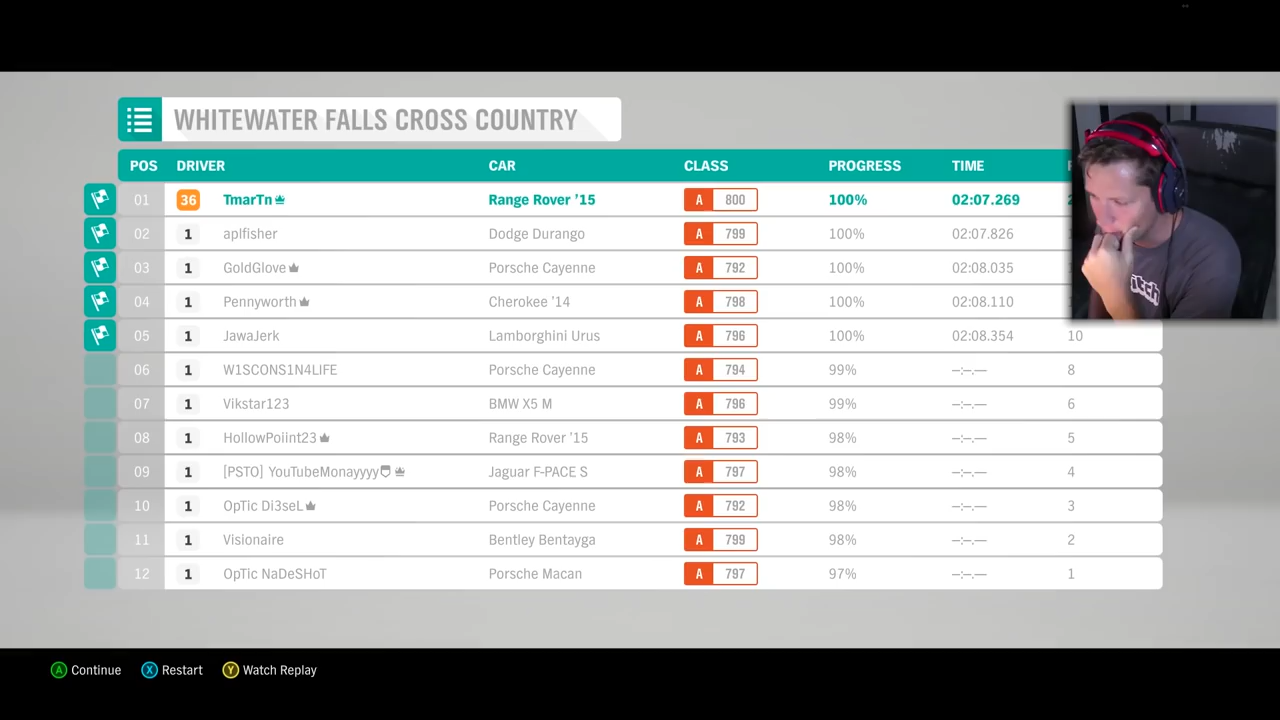 WHITEWATER FALLS CROSS COUNTRY
POS DRIVER CAR CLASS PROGRESS TIME
01 36 TmarTn Range Rover '15 A 800 100% 02:07.269
02 1 aplfisher Dodge Durango A 799 100% 02:07.826
03 1 GoldGlove Porsche Cayenne A 792 100% 02:08.035
04 1 Pennyworth Cherokee '14 A 798 100% 02:08.110
05 1 JawaJerk Lamborghini Urus A 796 100% 02:08.354 10
06 1 W1SCONS1N4LIFE Porsche Cayenne A 794 99% --:--.--- 8
07 1 Vikstar123 BMW X5 M A 796 99% --:--.--- 6
08 1 HollowPoiint23 Range Rover '15 A 793 98% --:--.--- 5
09 1 [PSTO] YouTubeMonayyyy Jaguar F-PACE S A 797 98% --:--.--- 4
10 1 OpTic Di3seL Porsche Cayenne A 792 98% --:--.--- 3
11 1 Visionaire Bentley Bentayga A 799 98% --:--.--- 2
12 1 OpTic NaDeSHoT Porsche Macan A 797 97% --:--.--- 1
A Continue X Restart Y Watch Replay